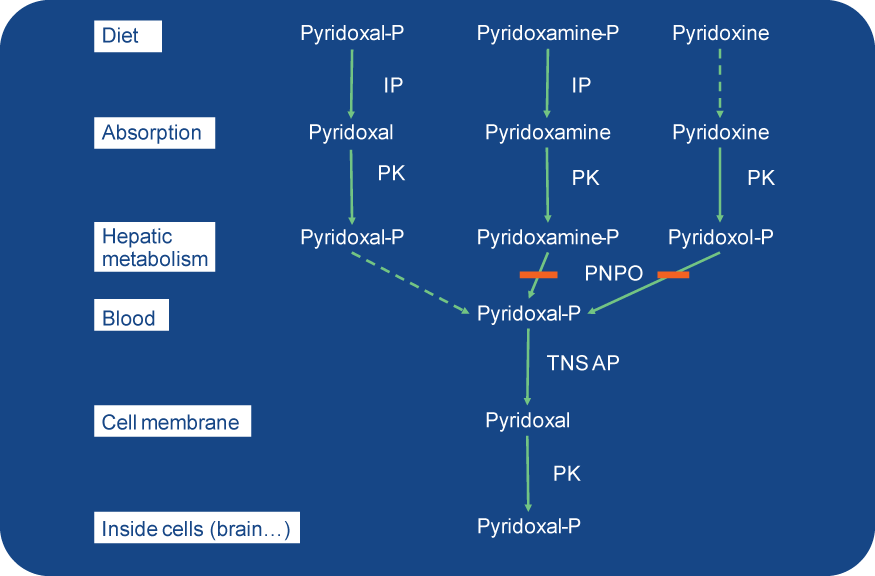 Diet
Pyridoxal-P
Pyridoxamine-P
Pyridoxine
IP
IP
Absorption
Pyridoxal
Pyridoxamine
Pyridoxine
PK
PK
PK
Hepatic
metabolism
Pyridoxal-P
Pyridoxamine-P
Pyridoxol-P
PNPO
Blood
Pyridoxal-P
TNS AP
Cell membrane
Pyridoxal
PK
Inside cells (brain…)
Pyridoxal-P